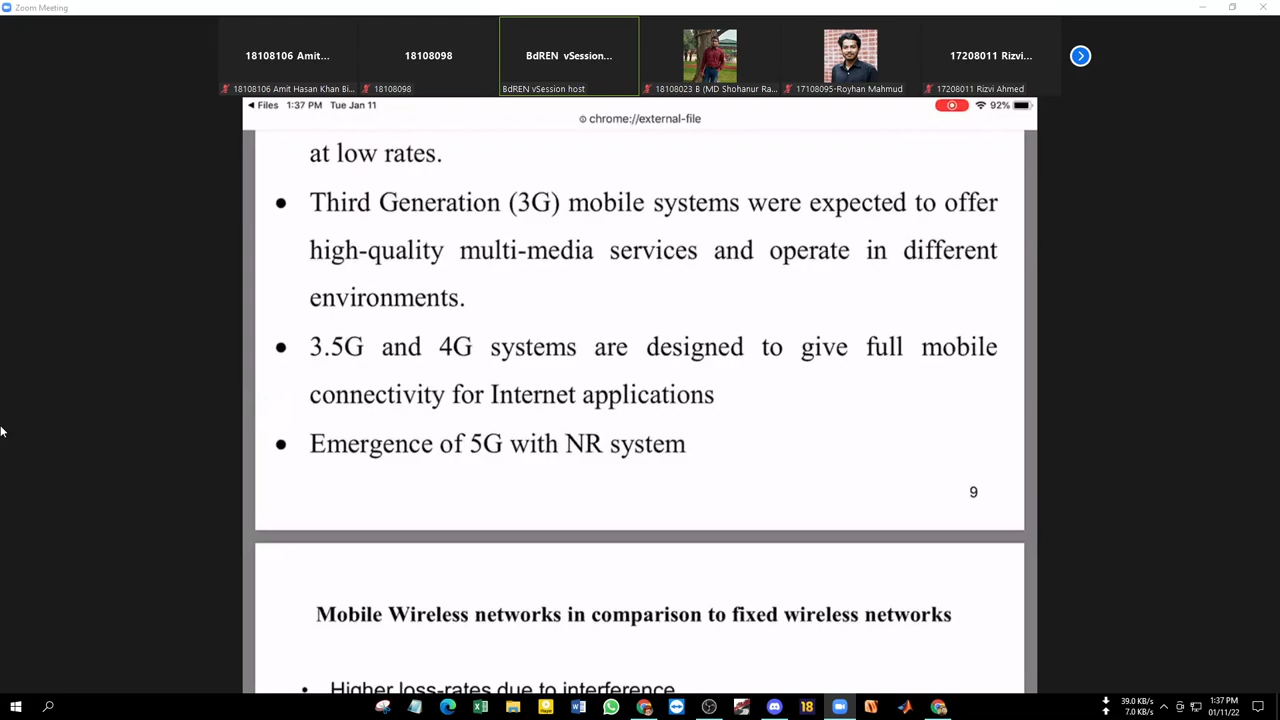 Zoom Meeting
18108106 Amit...
18108098
BdREN vSession...
17208011 Rizvi...
18108106 Amit Hasan Khan Bi...
18108098
BdREN vSession host
18108023 B (MD Shohanur Ra...
17108095-Royhan Mahmud
17208011 Rizvi Ahmed
Files 1:37 PM Tue Jan 11
92%
chrome://external-file
at low rates.
Third Generation (3G) mobile systems were expected to offer
high-quality multi-media services and operate in different
environments.
3.5G and 4G systems are designed to give full mobile
connectivity for Internet applications
Emergence of 5G with NR system
9
Mobile Wireless networks in comparison to fixed wireless networks
Higher loss-rates due to interference
39.0 KB/s
7.0 KB/s
1:37 PM
01/11/22
18